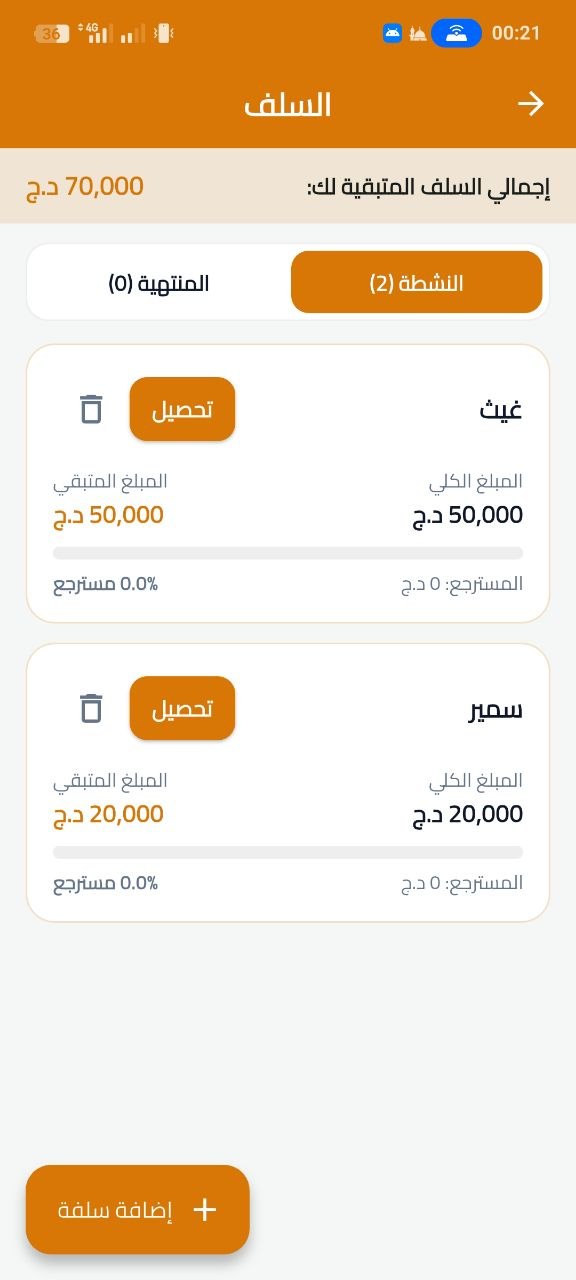 00:21
4G
36
السلف
إجمالي السلف المتبقية لك:
70,000 د.ج
النشطة (2)
المنتهية (0)
غيث
تحصيل
المبلغ الكلي
المبلغ المتبقي
50,000 د.ج
50,000 د.ج
المسترجع: 0 د.ج
0.0% مسترجع
سمير
تحصيل
المبلغ الكلي
المبلغ المتبقي
20,000 د.ج
20,000 د.ج
المسترجع: 0 د.ج
0.0% مسترجع
+ إضافة سلفة